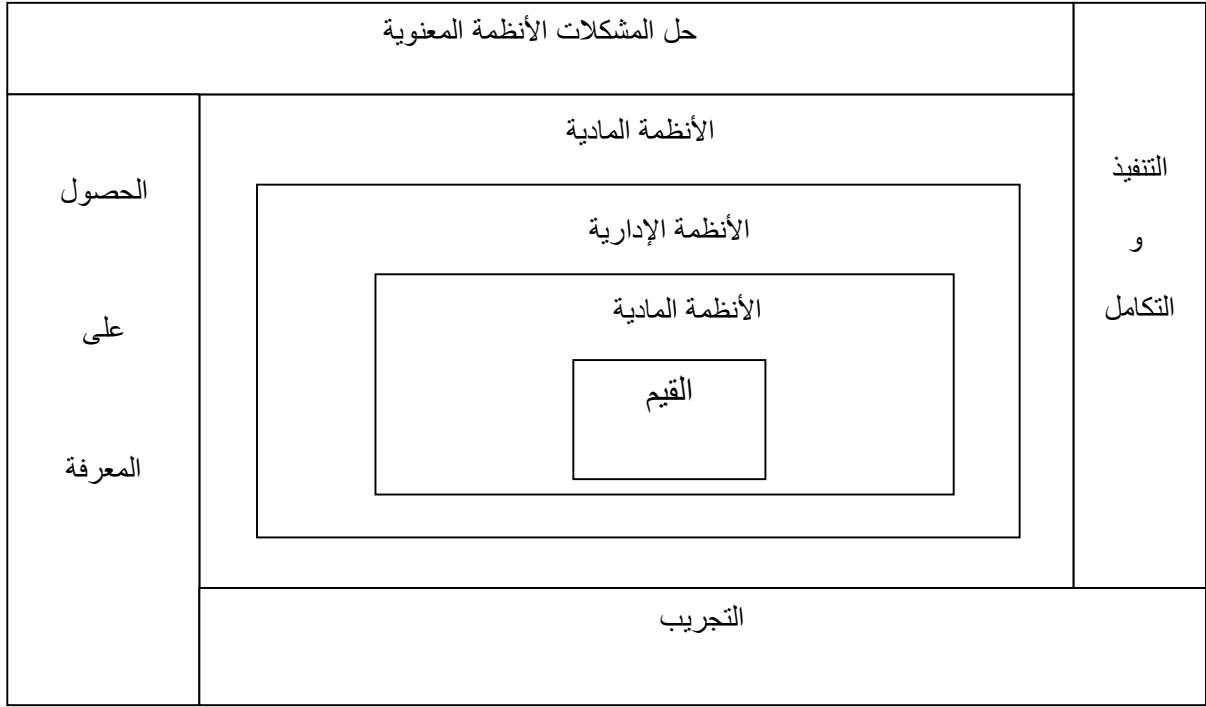 حل المشكلات الأنظمة المعنوية
التنفيذ
و
التكامل
الأنظمة المادية
الأنظمة الإدارية
الأنظمة المادية
القيم
الحصول
على
المعرفة
التجريب